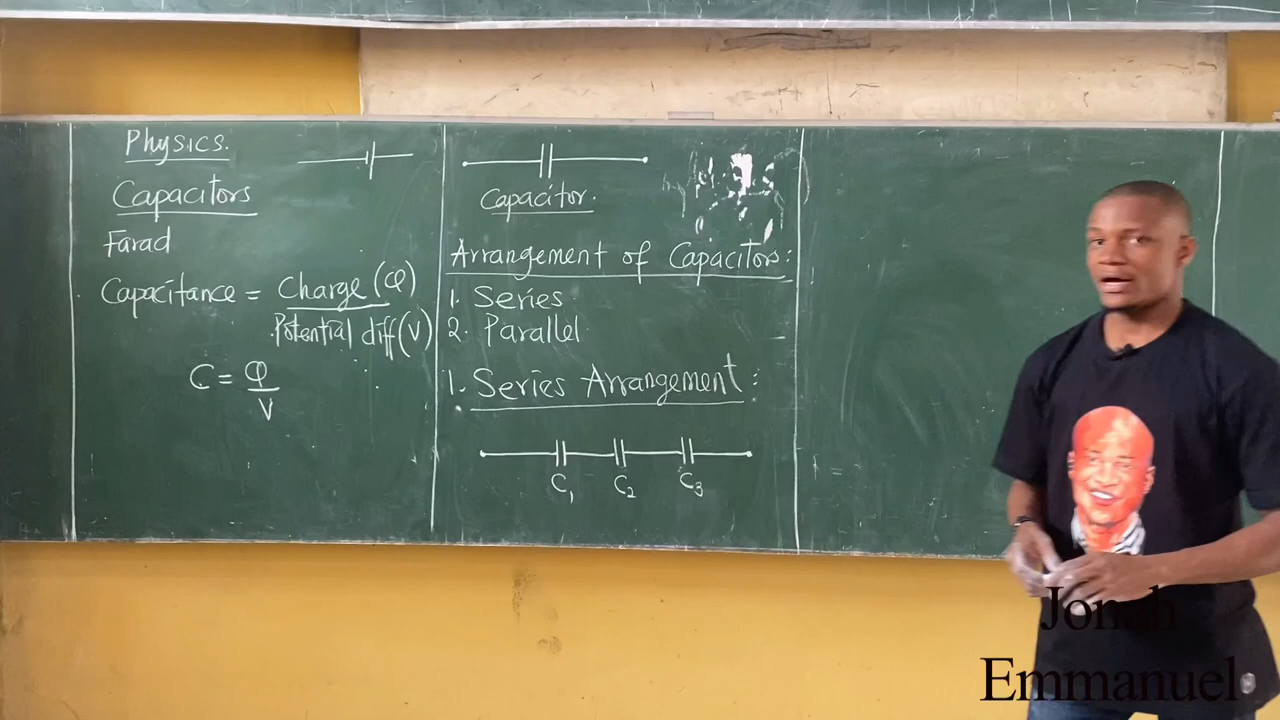 Physics.
Capacitors
Farad
Capacitance = Charge (Q)
Potential diff (V)
C = Q
V
Capacitor.
Arrangement of Capacitors:
1. Series
2. Parallel
1. Series Arrangement:
C₁ C₂ C₃
Jonah
Emmanuel